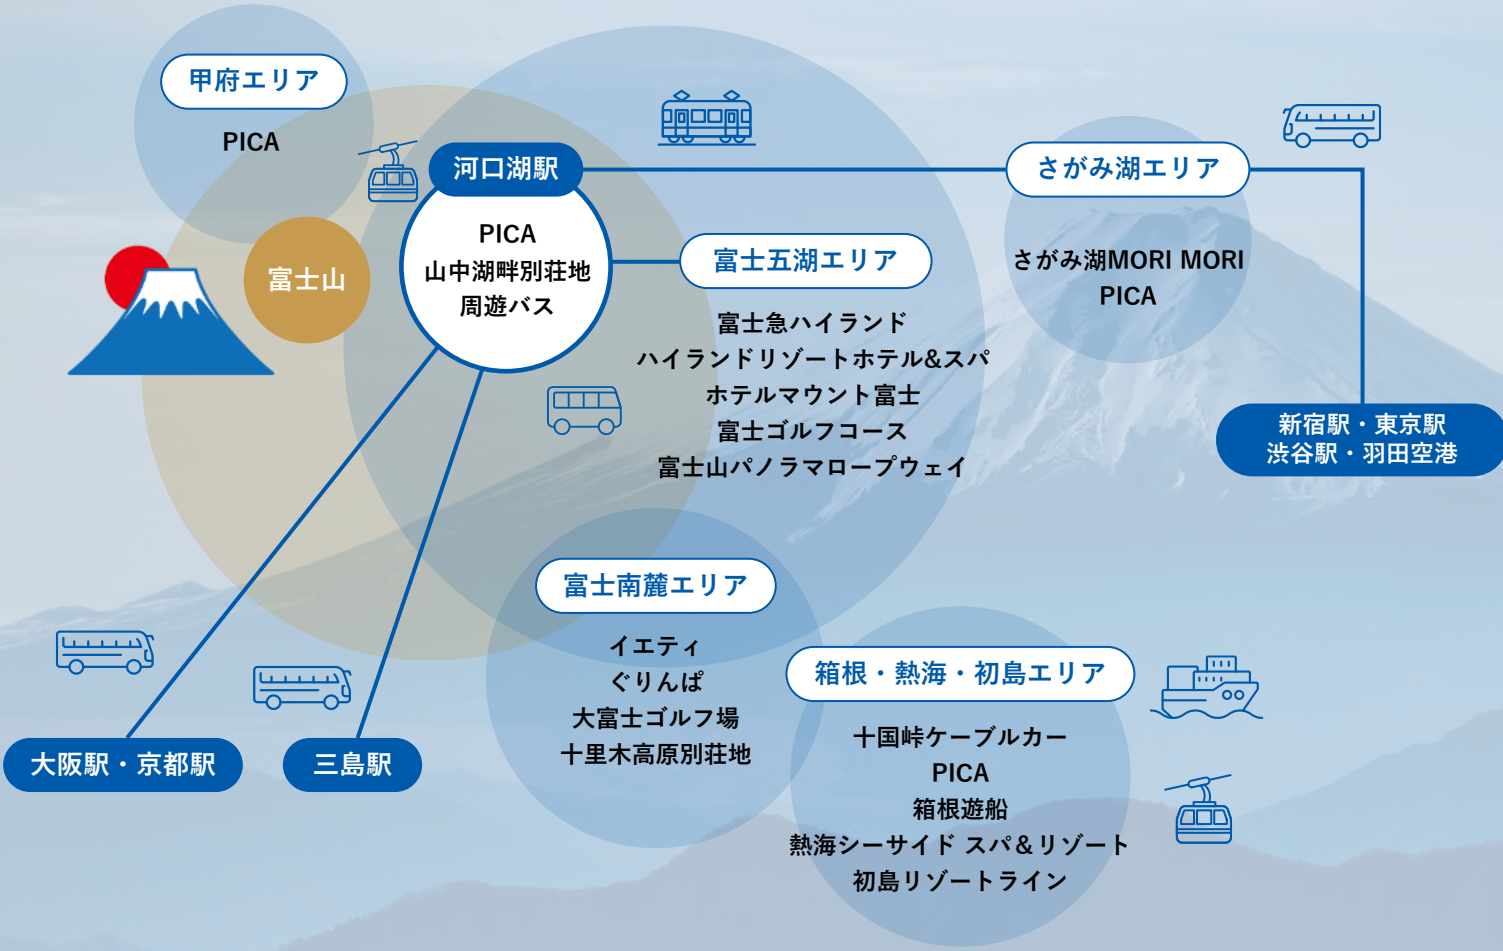 甲府エリア
PICA
富士山
河口湖駅
PICA
山中湖畔別荘地
周遊バス
富士五湖エリア
富士急ハイランド
ハイランドリゾートホテル&スパ
ホテルマウント富士
富士ゴルフコース
富士山パノラマロープウェイ
さがみ湖エリア
さがみ湖MORI MORI
PICA
新宿駅・東京駅
渋谷駅・羽田空港
富士南麓エリア
イエティ
ぐりんぱ
大富士ゴルフ場
十里木高原別荘地
箱根・熱海・初島エリア
十国峠ケーブルカー
PICA
箱根遊船
熱海シーサイド スパ&リゾート
初島リゾートライン
大阪駅・京都駅
三島駅